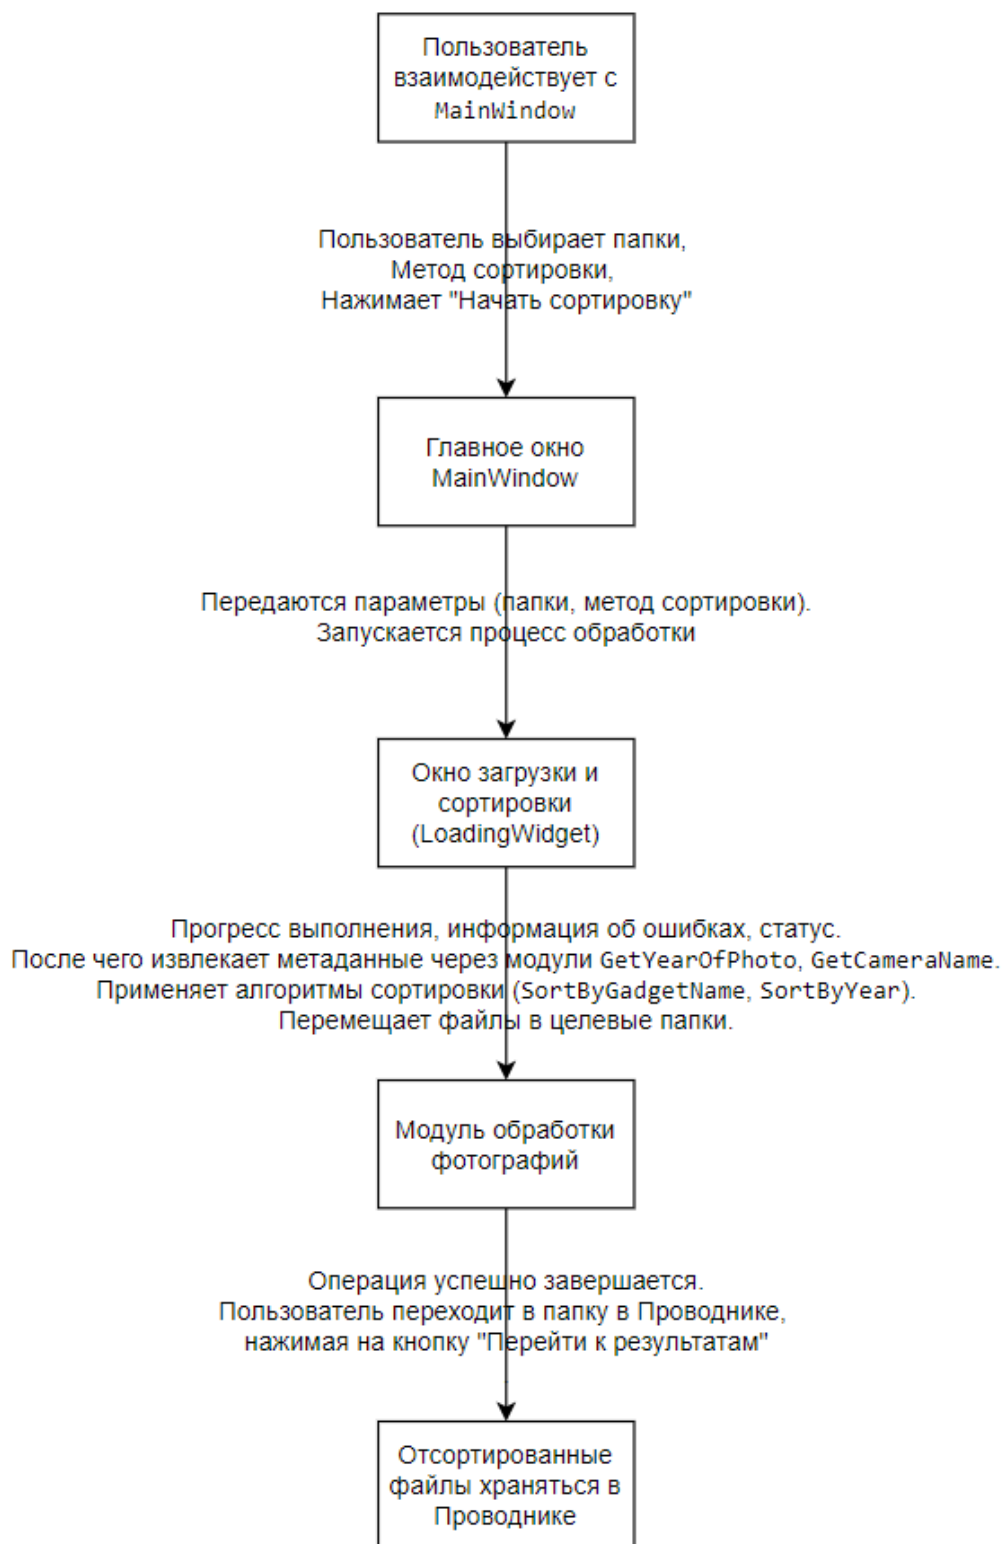 Пользователь
взаимодействует с
MainWindow
Пользователь выбирает папки,
Метод сортировки,
Нажимает "Начать сортировку"
Главное окно
MainWindow
Передаются параметры (папки, метод сортировки).
Запускается процесс обработки
Окно загрузки и
сортировки
(LoadingWidget)
Прогресс выполнения, информация об ошибках, статус.
После чего извлекает метаданные через модули GetYearOfPhoto, GetCameraName.
Применяет алгоритмы сортировки (SortByGadgetName, SortByYear).
Перемещает файлы в целевые папки.
Модуль обработки
фотографий
Операция успешно завершается.
Пользователь переходит в папку в Проводнике,
нажимая на кнопку "Перейти к результатам"
Отсортированные
файлы храняться в
Проводнике